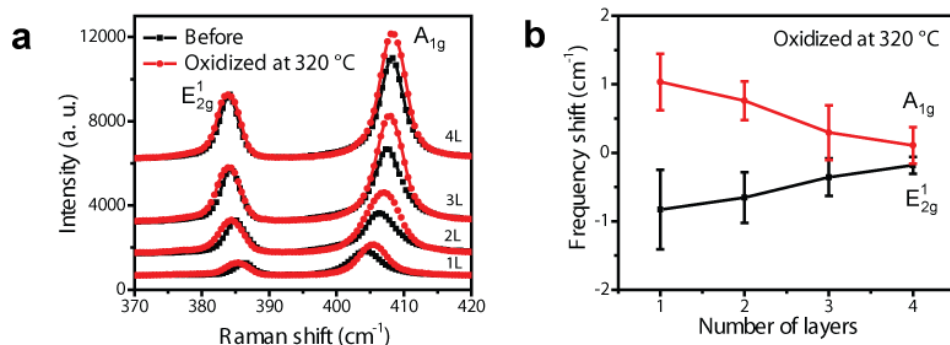 a
Before
Oxidized at 320 °C
A1g
E12g
4L
3L
2L
1L
12000
8000
4000
0
Intensity (a. u.)
370 380 390 400 410 420
Raman shift (cm-1)
b
Oxidized at 320 °C
A1g
E12g
2
1
0
-1
-2
Frequency shift (cm-1)
1 2 3 4
Number of layers